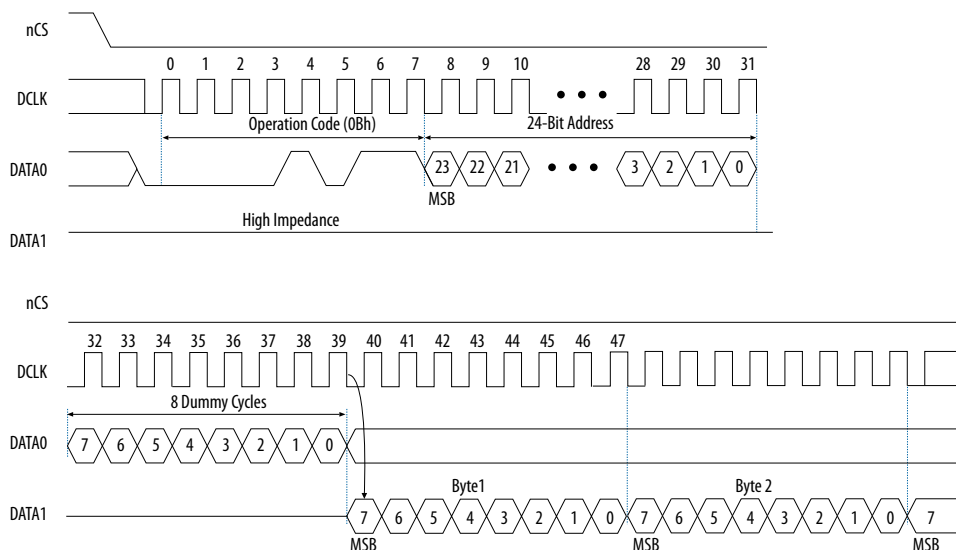 nCS
0 1 2 3 4 5 6 7 8 9 10 28 29 30 31
DCLK
Operation Code (0Bh) 24-Bit Address
DATA0 23 22 21 3 2 1 0
MSB
High Impedance
DATA1
nCS
32 33 34 35 36 37 38 39 40 41 42 43 44 45 46 47
DCLK
8 Dummy Cycles
DATA0 7 6 5 4 3 2 1 0
Byte1 Byte 2
DATA1 7 6 5 4 3 2 1 0 7 6 5 4 3 2 1 0 7
MSB MSB MSB